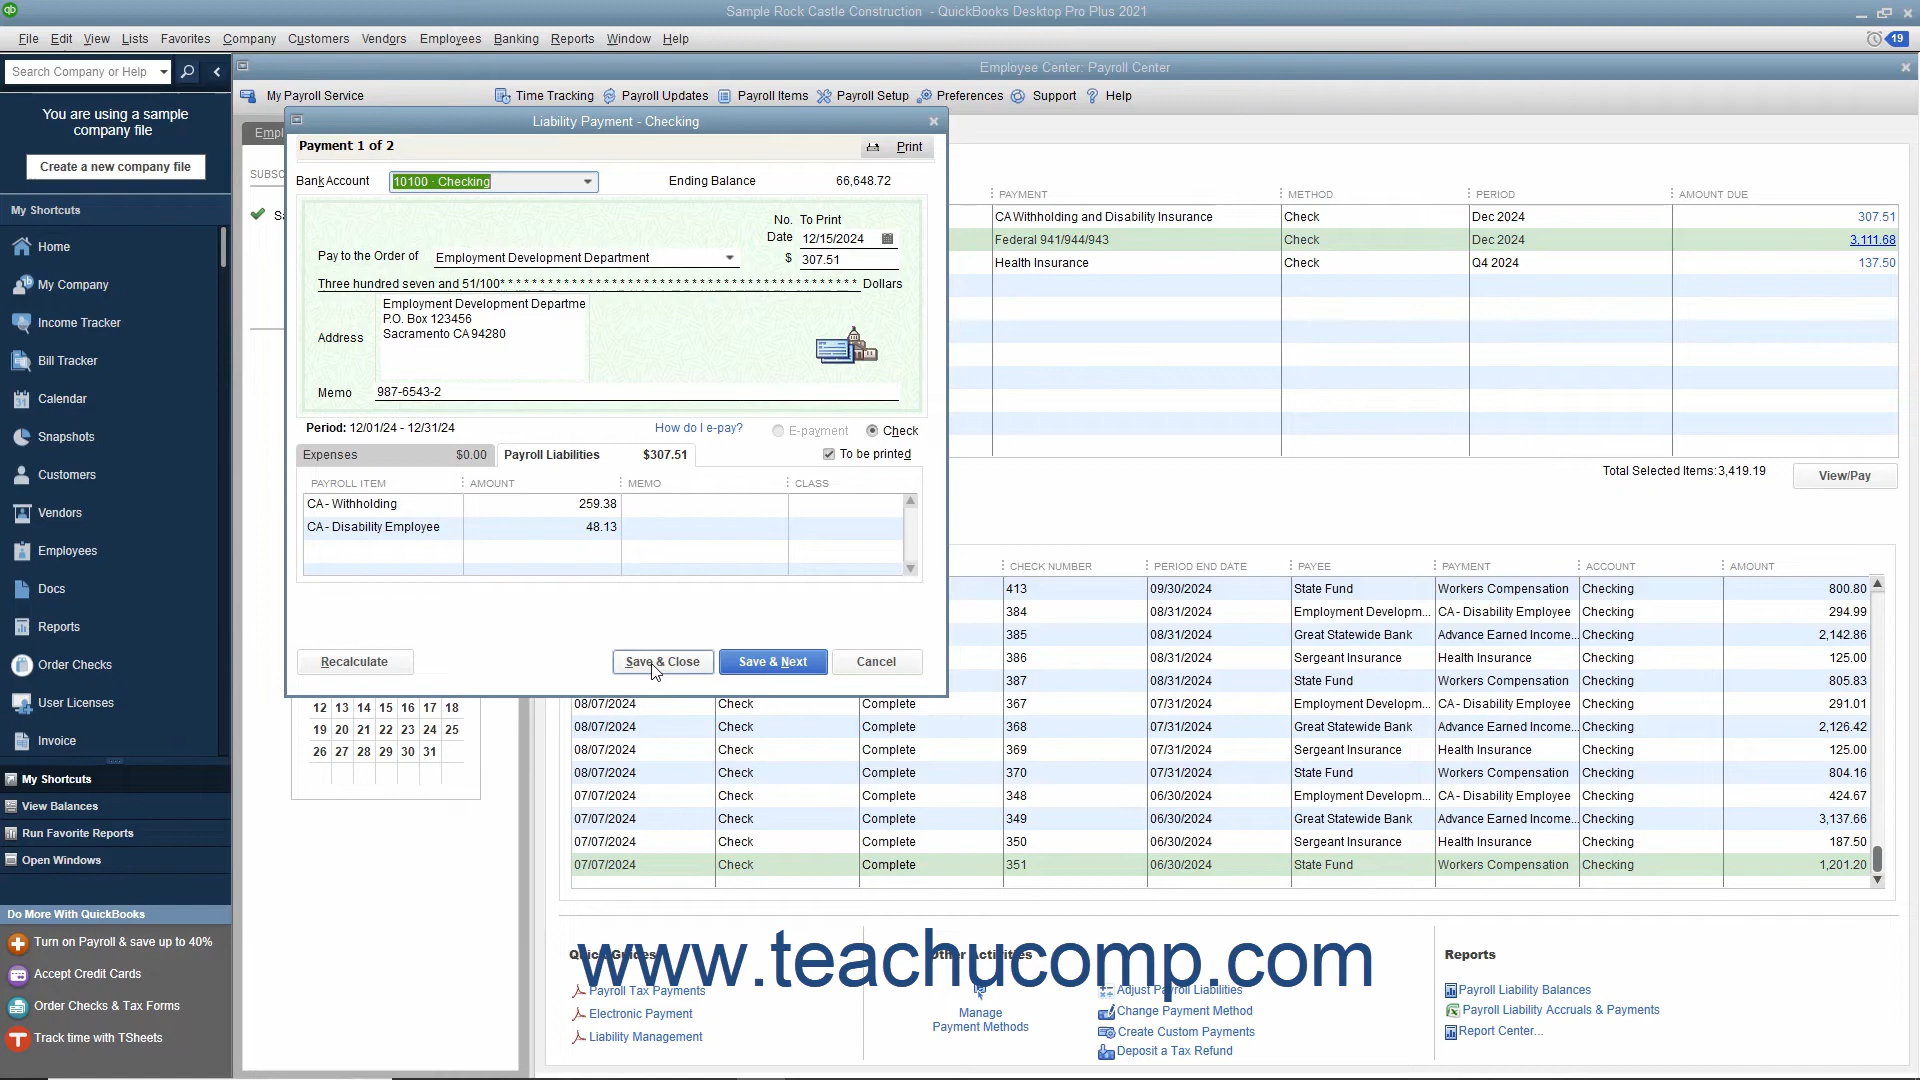 Sample Rock Castle Construction - QuickBooks Desktop Pro Plus 2021
File Edit View Lists Favorites Company Customers Vendors Employees Banking Reports Window Help
19
Search Company or Help
Employee Center: Payroll Center
My Payroll Service
Time Tracking
Payroll Updates
Payroll Items
Payroll Setup
Preferences
Support
Help
You are using a sample
company file
Create a new company file
My Shortcuts
Home
My Company
Income Tracker
Bill Tracker
Calendar
Snapshots
Customers
Vendors
Employees
Docs
Reports
Order Checks
User Licenses
Invoice
My Shortcuts
View Balances
Run Favorite Reports
Open Windows
Do More With QuickBooks
Turn on Payroll & save up to 40%
Accept Credit Cards
Order Checks & Tax Forms
Track time with TSheets
Empl
SUBSC
Sa
Liability Payment - Checking
Payment 1 of 2
Print
Bank Account 10100 · Checking Ending Balance 66,648.72
No. To Print
Date 12/15/2024
Pay to the Order of Employment Development Department $ 307.51
Three hundred seven and 51/100* * * * * * * * * * * * * * * * * * * * * * * * * * * * * * * * * * * * * * * * * Dollars
Employment Development Departme
P.O. Box 123456
Sacramento CA 94280
Address
Memo 987-6543-2
Period: 12/01/24 - 12/31/24 How do I e-pay? E-payment Check
Expenses $0.00 Payroll Liabilities $307.51 To be printed
PAYROLL ITEM AMOUNT MEMO CLASS
CA - Withholding 259.38
CA - Disability Employee 48.13
Recalculate Save & Close Save & Next Cancel
12 13 14 15 16 17 18
19 20 21 22 23 24 25
26 27 28 29 30 31
PAYMENT METHOD PERIOD AMOUNT DUE
CA Withholding and Disability Insurance Check Dec 2024 307.51
Federal 941/944/943 Check Dec 2024 3,111.68
Health Insurance Check Q4 2024 137.50
Total Selected Items: 3,419.19 View/Pay
CHECK NUMBER PERIOD END DATE PAYEE PAYMENT ACCOUNT AMOUNT
413 09/30/2024 State Fund Workers Compensation Checking 800.80
384 08/31/2024 Employment Developm... CA - Disability Employee Checking 294.99
385 08/31/2024 Great Statewide Bank Advance Earned Income... Checking 2,142.86
386 08/31/2024 Sergeant Insurance Health Insurance Checking 125.00
387 08/31/2024 State Fund Workers Compensation Checking 805.83
08/07/2024 Check Complete 367 07/31/2024 Employment Developm... CA - Disability Employee Checking 291.01
08/07/2024 Check Complete 368 07/31/2024 Great Statewide Bank Advance Earned Income... Checking 2,126.42
08/07/2024 Check Complete 369 07/31/2024 Sergeant Insurance Health Insurance Checking 125.00
08/07/2024 Check Complete 370 07/31/2024 State Fund Workers Compensation Checking 804.16
07/07/2024 Check Complete 348 06/30/2024 Employment Developm... CA - Disability Employee Checking 424.67
07/07/2024 Check Complete 349 06/30/2024 Great Statewide Bank Advance Earned Income... Checking 3,137.66
07/07/2024 Check Complete 350 06/30/2024 Sergeant Insurance Health Insurance Checking 187.50
07/07/2024 Check Complete 351 06/30/2024 State Fund Workers Compensation Checking 1,201.20
Quick Guides
Payroll Tax Payments
Electronic Payment
Liability Management
Other Activities
Manage
Payment Methods
Adjust Payroll Liabilities
Change Payment Method
Create Custom Payments
Deposit a Tax Refund
Reports
Payroll Liability Balances
Payroll Liability Accruals & Payments
Report Center...
www.teachucomp.com